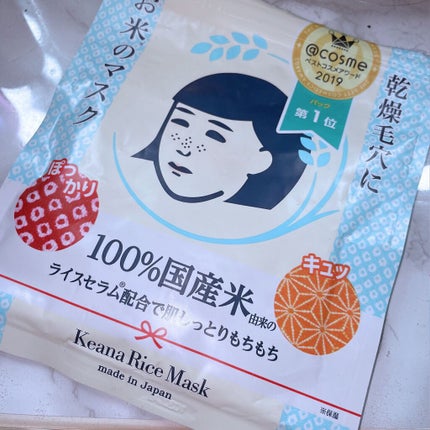 お米のマスク
乾燥毛穴に
@cosme
ベストコスメアワード
2019
パック
第1位
ぽっかり
キュッ
100%国産米由来の
ライスセラム®配合で肌しっとりもちもち
Keana Rice Mask
made in Japan
※保湿